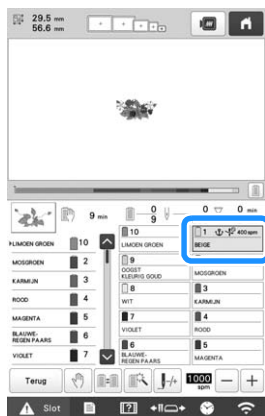 29.5 mm
56.6 mm
9 min
0
9
0
0 min
LIMOEN GROEN 10
MOSGROEN 2
KARMIJN 3
ROOD 4
MAGENTA 5
BLAUWE-
REGEN PAARS 6
VIOLET 7
10
LIMOEN GROEN
1 400 spm
BEIGE
9
OOGST
KLEURIG GOUD
MOSGROEN
8
WIT
3
KARMIJN
7
VIOLET
4
ROOD
6
BLAUWE-
REGEN PAARS
5
MAGENTA
Terug
1000
spm
Slot